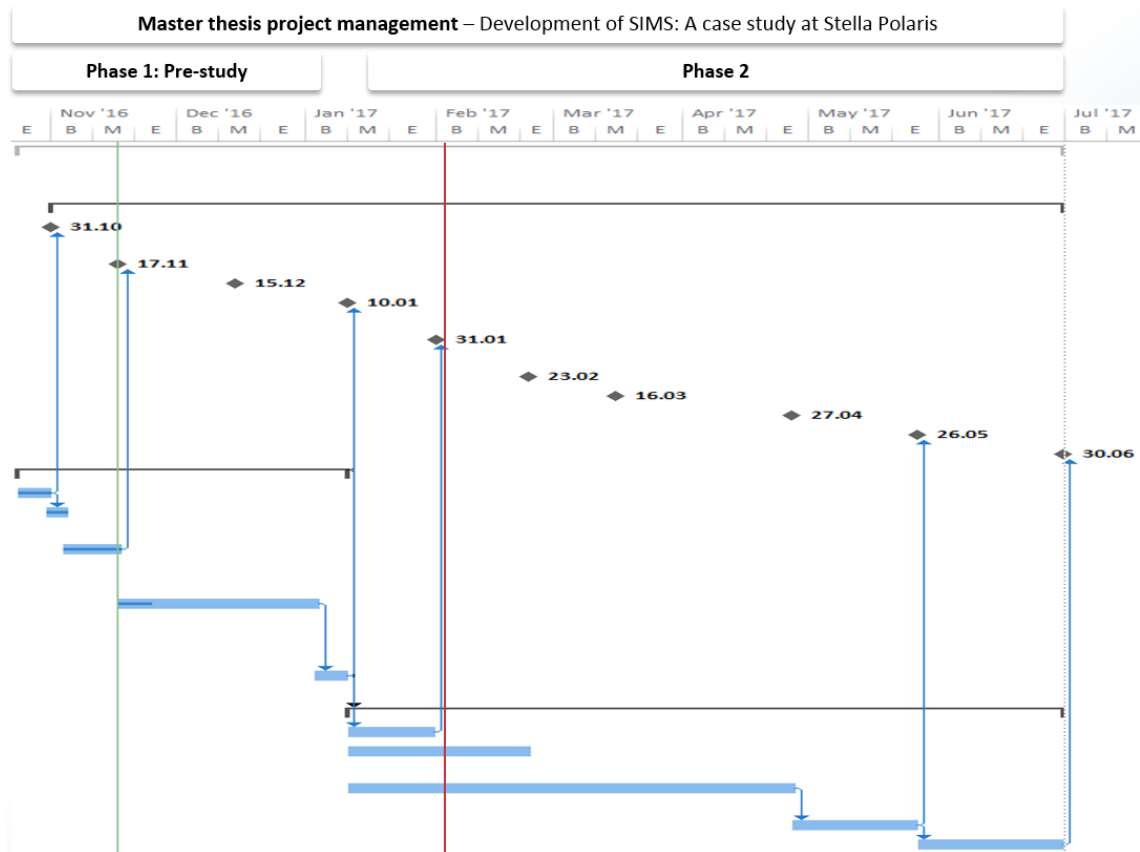 Master thesis project management – Development of SIMS: A case study at Stella Polaris
Phase 1: Pre-study Phase 2
Nov '16 Dec '16 Jan '17 Feb '17 Mar '17 Apr '17 May '17 Jun '17 Jul '17
E B M E B M E B M E B M E B M E B M E B M E B M E B M
31.10
17.11
15.12
10.01
31.01
23.02
16.03
27.04
26.05
30.06